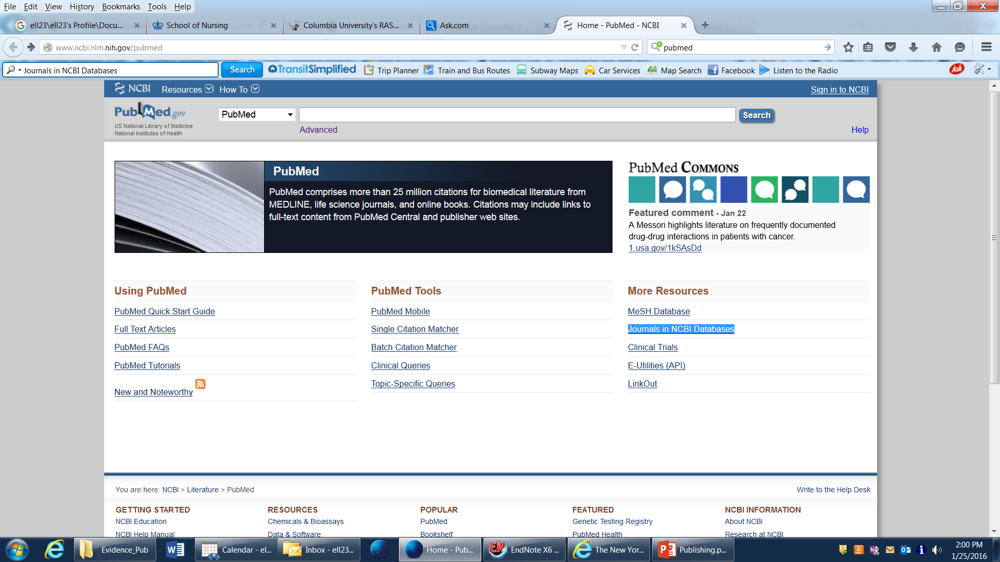 File Edit View History Bookmarks Tools Help
ell23\ell23's Profile\Docu...
School of Nursing
Columbia University's RAS...
Ask.com
Home - PubMed - NCBI
www.ncbi.nlm.nih.gov/pubmed
pubmed
Journals in NCBI Databases
Search
TransitSimplified
Trip Planner
Train and Bus Routes
Subway Maps
Car Services
Map Search
Facebook
Listen to the Radio
Ask
NCBI Resources How To
Sign in to NCBI
PubMed.gov
US National Library of Medicine
National Institutes of Health
PubMed
Search
Advanced
Help
PubMed
PubMed comprises more than 25 million citations for biomedical literature from
MEDLINE, life science journals, and online books. Citations may include links to
full-text content from PubMed Central and publisher web sites.
PubMed Commons
Featured comment - Jan 22
A Messori highlights literature on frequently documented
drug-drug interactions in patients with cancer.
1.usa.gov/1kSAsDd
Using PubMed
PubMed Quick Start Guide
Full Text Articles
PubMed FAQs
PubMed Tutorials
New and Noteworthy
PubMed Tools
PubMed Mobile
Single Citation Matcher
Batch Citation Matcher
Clinical Queries
Topic-Specific Queries
More Resources
MeSH Database
Journals in NCBI Databases
Clinical Trials
E-Utilities (API)
LinkOut
You are here: NCBI > Literature > PubMed
Write to the Help Desk
GETTING STARTED
NCBI Education
NCBI Help Manual
RESOURCES
Chemicals & Bioassays
Data & Software
POPULAR
PubMed
Bookshelf
FEATURED
Genetic Testing Registry
PubMed Health
NCBI INFORMATION
About NCBI
Research at NCBI
Evidence_Pub
Calendar - el...
Inbox - ell23...
Home - Pub...
EndNote X6 ...
The New Yor...
Publishing.p...
2:00 PM
1/25/2016